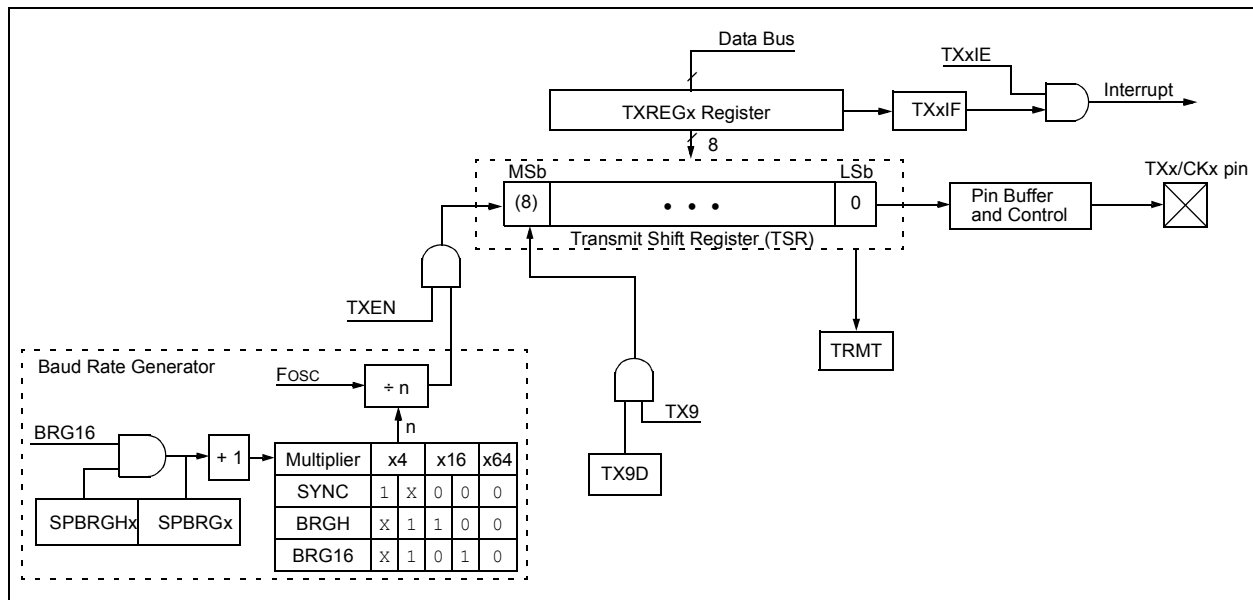 Data Bus
TXxIE
Interrupt
TXREGx Register
TXxIF
8
MSb
LSb
TXx/CKx pin
(8)
• • •
0
Pin Buffer
and Control
Transmit Shift Register (TSR)
TXEN
TRMT
Baud Rate Generator
FOSC
÷ n
TX9
n
BRG16
+ 1
Multiplier x4 x16 x64
TX9D
SYNC 1 X 0 0 0
SPBRGHx SPBRGx
BRGH X 1 1 0 0
BRG16 X 1 0 1 0